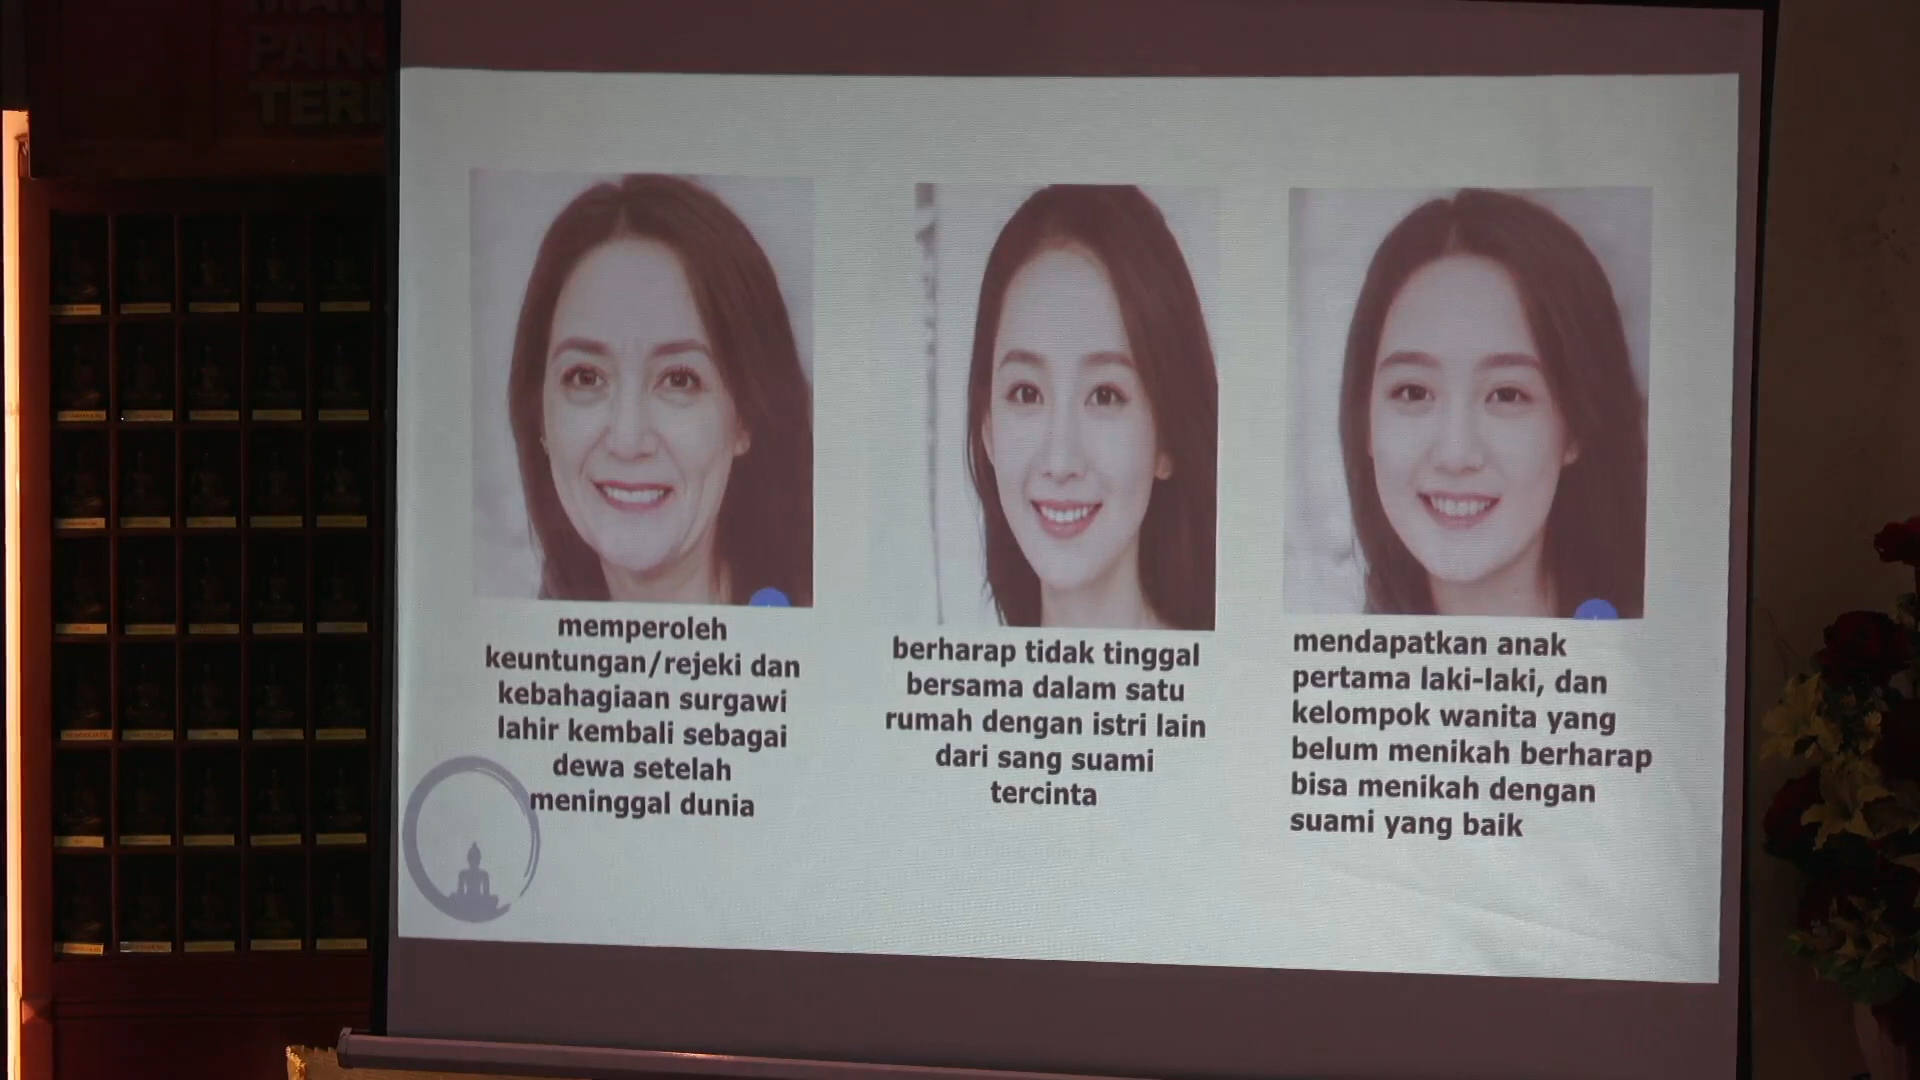 PAN
TER
memperoleh
keuntungan/rejeki dan
kebahagiaan surgawi
lahir kembali sebagai
dewa setelah
meninggal dunia
berharap tidak tinggal
bersama dalam satu
rumah dengan istri lain
dari sang suami
tercinta
mendapatkan anak
pertama laki-laki, dan
kelompok wanita yang
belum menikah berharap
bisa menikah dengan
suami yang baik